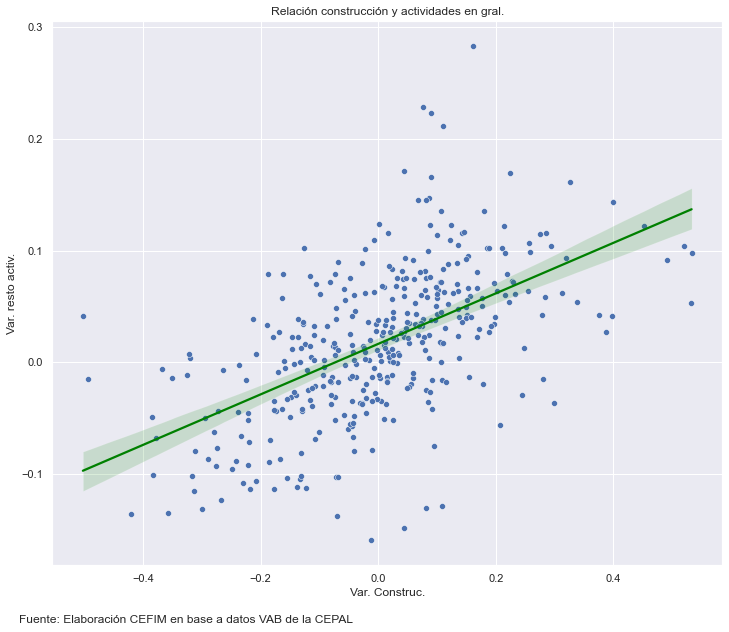 Relación construcción y actividades en gral.
0.3
0.2
0.1
0.0
−0.1
Var. resto activ.
−0.4
−0.2
0.0
0.2
0.4
Var. Construc.
Fuente: Elaboración CEFIM en base a datos VAB de la CEPAL